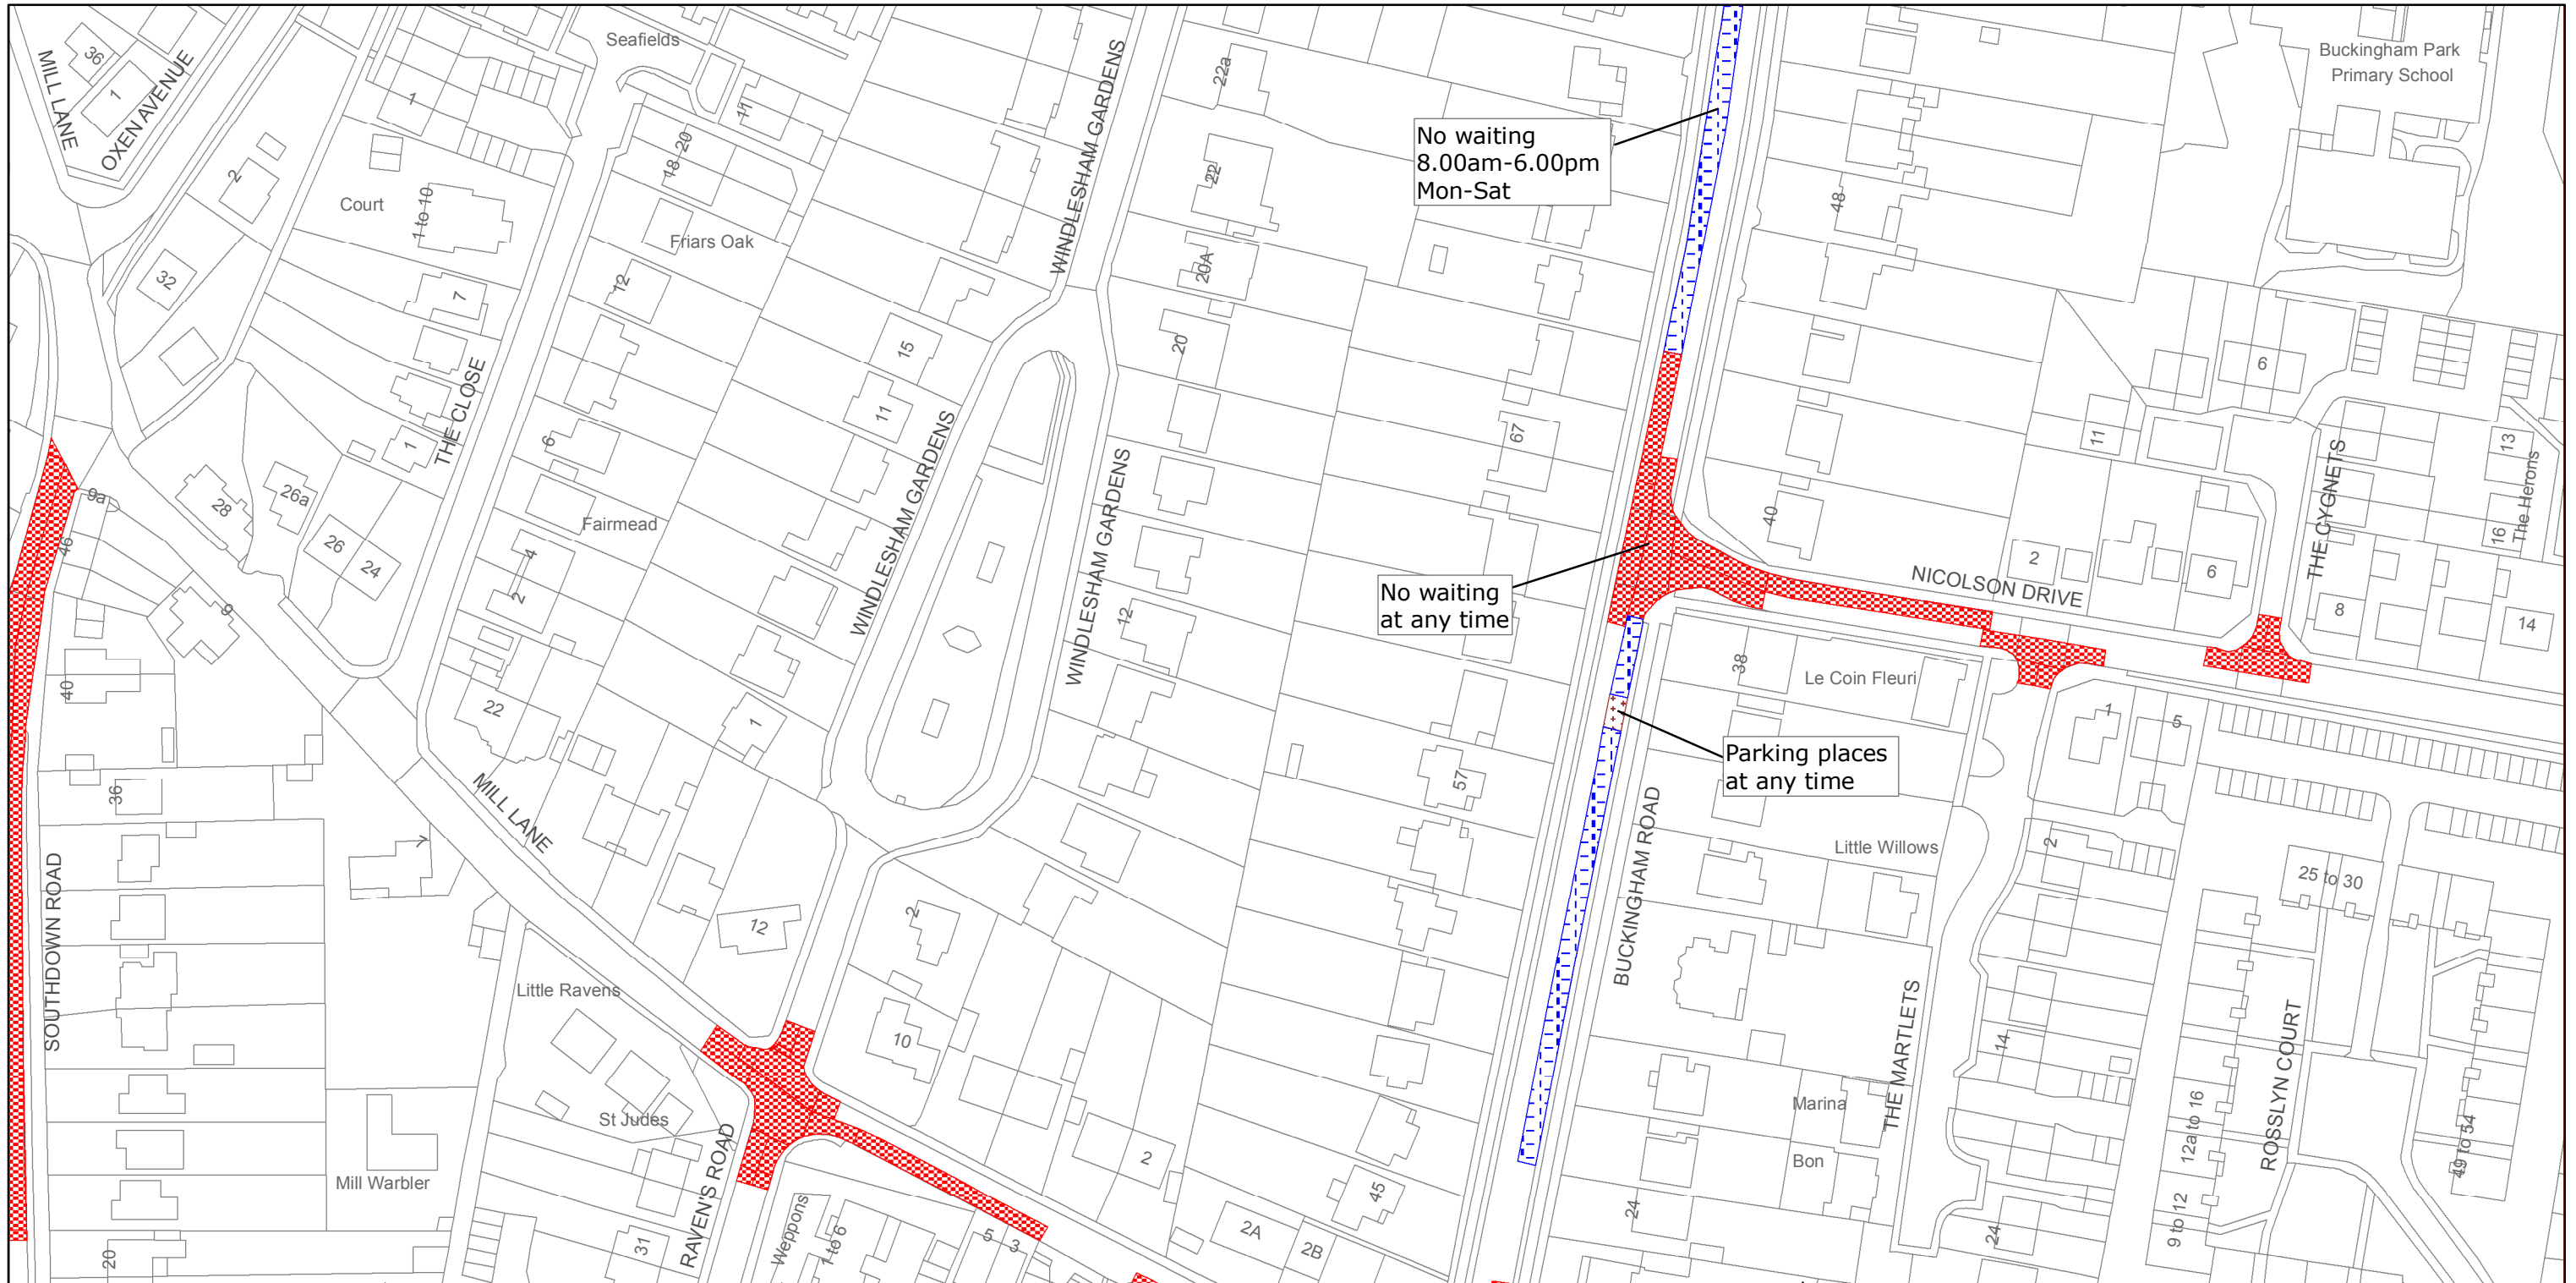 MILL LANE
36
1
OXEN AVENUE
Seafields
1
11
18 - 20
WINDLESHAM GARDENS
22a
Buckingham Park
Primary School
No waiting
8.00am-6.00pm
Mon-Sat
2
Court
1 to 10
Friars Oak
22
48
32
7
12
20A
15
20
6
THE CLOSE
1
6
11
WINDLESHAM GARDENS
67
11
THE CYGNETS
13
The Herons
16
9a
28
26a
26
24
Fairmead
4
2
46
WINDLESHAM GARDENS
40
No waiting
at any time
NICOLSON DRIVE
2
6
8
14
9
12
40
22
1
38
Le Coin Fleuri
1
5
Parking places
at any time
57
36
MILL LANE
7
BUCKINGHAM ROAD
Little Willows
2
25 to 30
SOUTHDOWN ROAD
12
2
Little Ravens
10
THE MARTLETS
14
ROSSLYN COURT
St Judes
Marina
12a to 16
49 to 54
RAVEN'S ROAD
Mill Warbler
2
Bon
45
24
9 to 12
24
20
31
Weppons
1 to 6
5
3
2A
2B